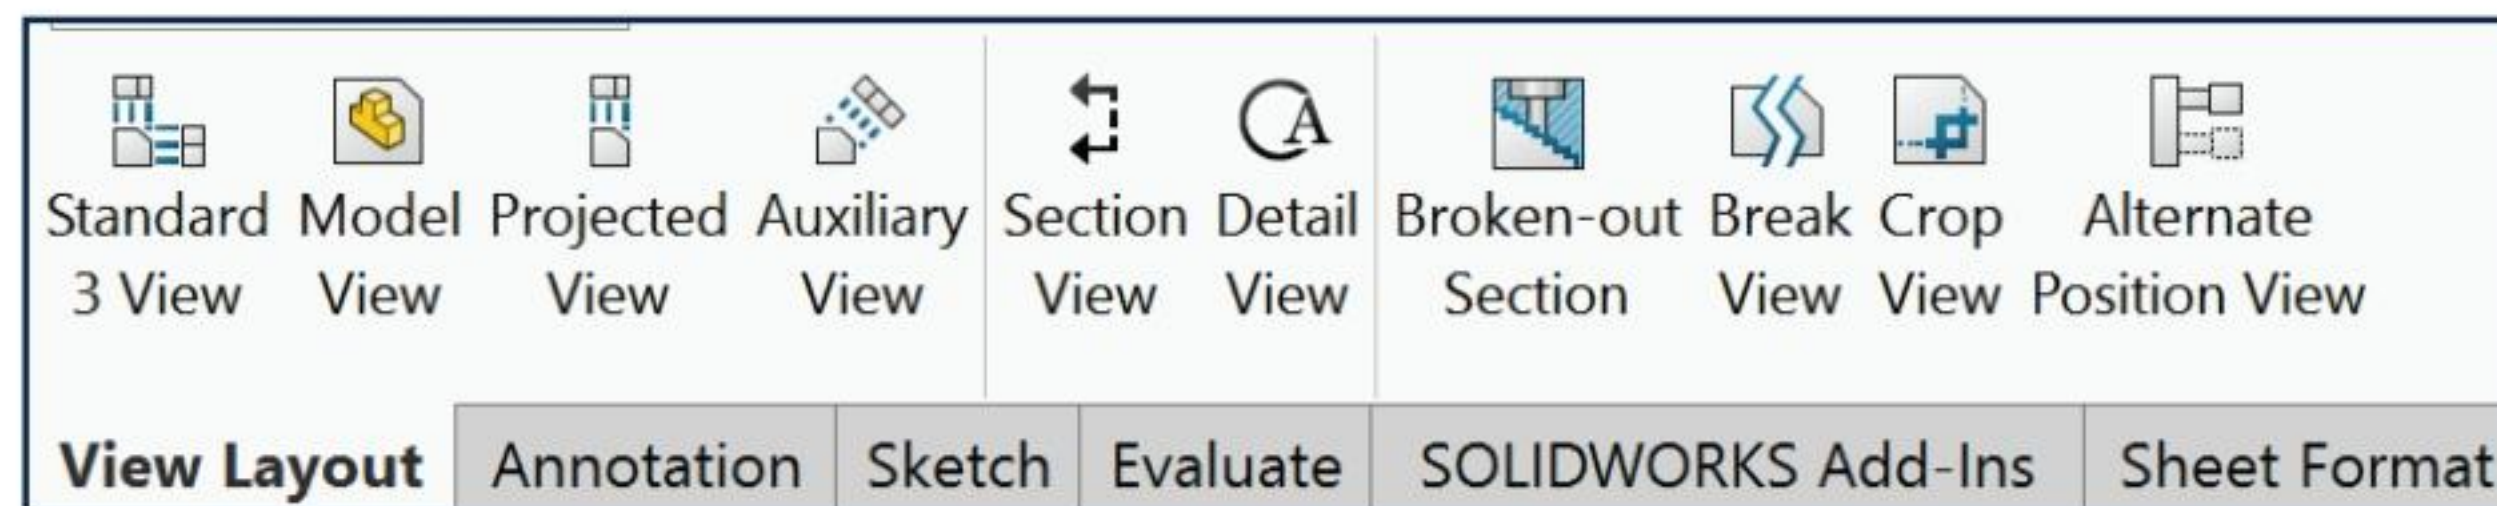 Standard Model Projected Auxiliary Section Detail Broken-out Break Crop Alternate
3 View View View View View View Section View View Position View
View Layout Annotation Sketch Evaluate SOLIDWORKS Add-Ins Sheet Format